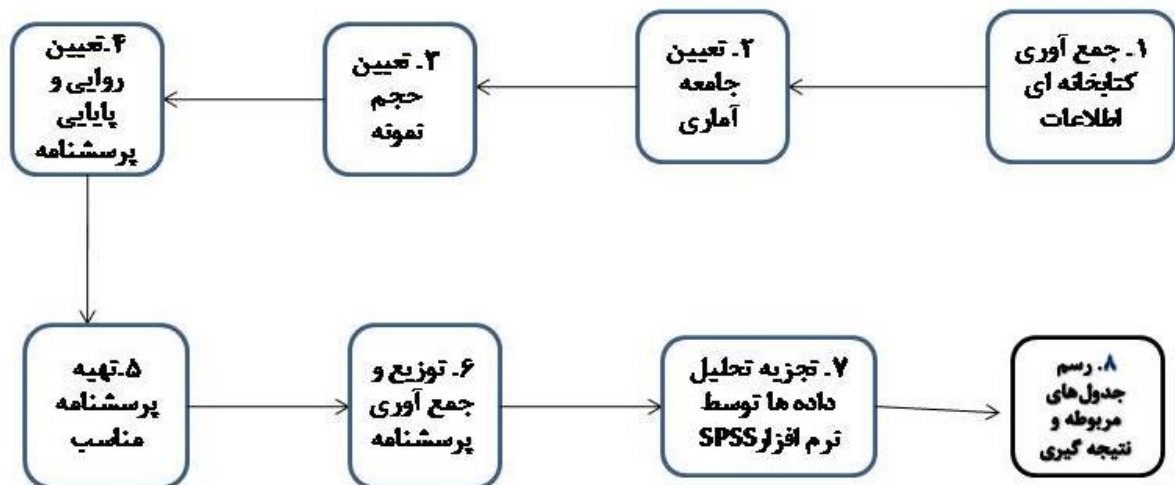 ۱. جمع آوری
کتابخانه ای
اطلاعات
۲. تعیین
جامعه
آماری
۳. تعیین
حجم
نمونه
۴.تعیین
روایی و
پایایی
پرسشنامه
۵.تهیه
پرسشنامه
مناسب
۶. توزیع و
جمع آوری
پرسشنامه
۷. تجزیه تحلیل
داده ها توسط
نرم افزارSPSS
۸. رسم
جدول‌های
مربوطه و
نتیجه گیری